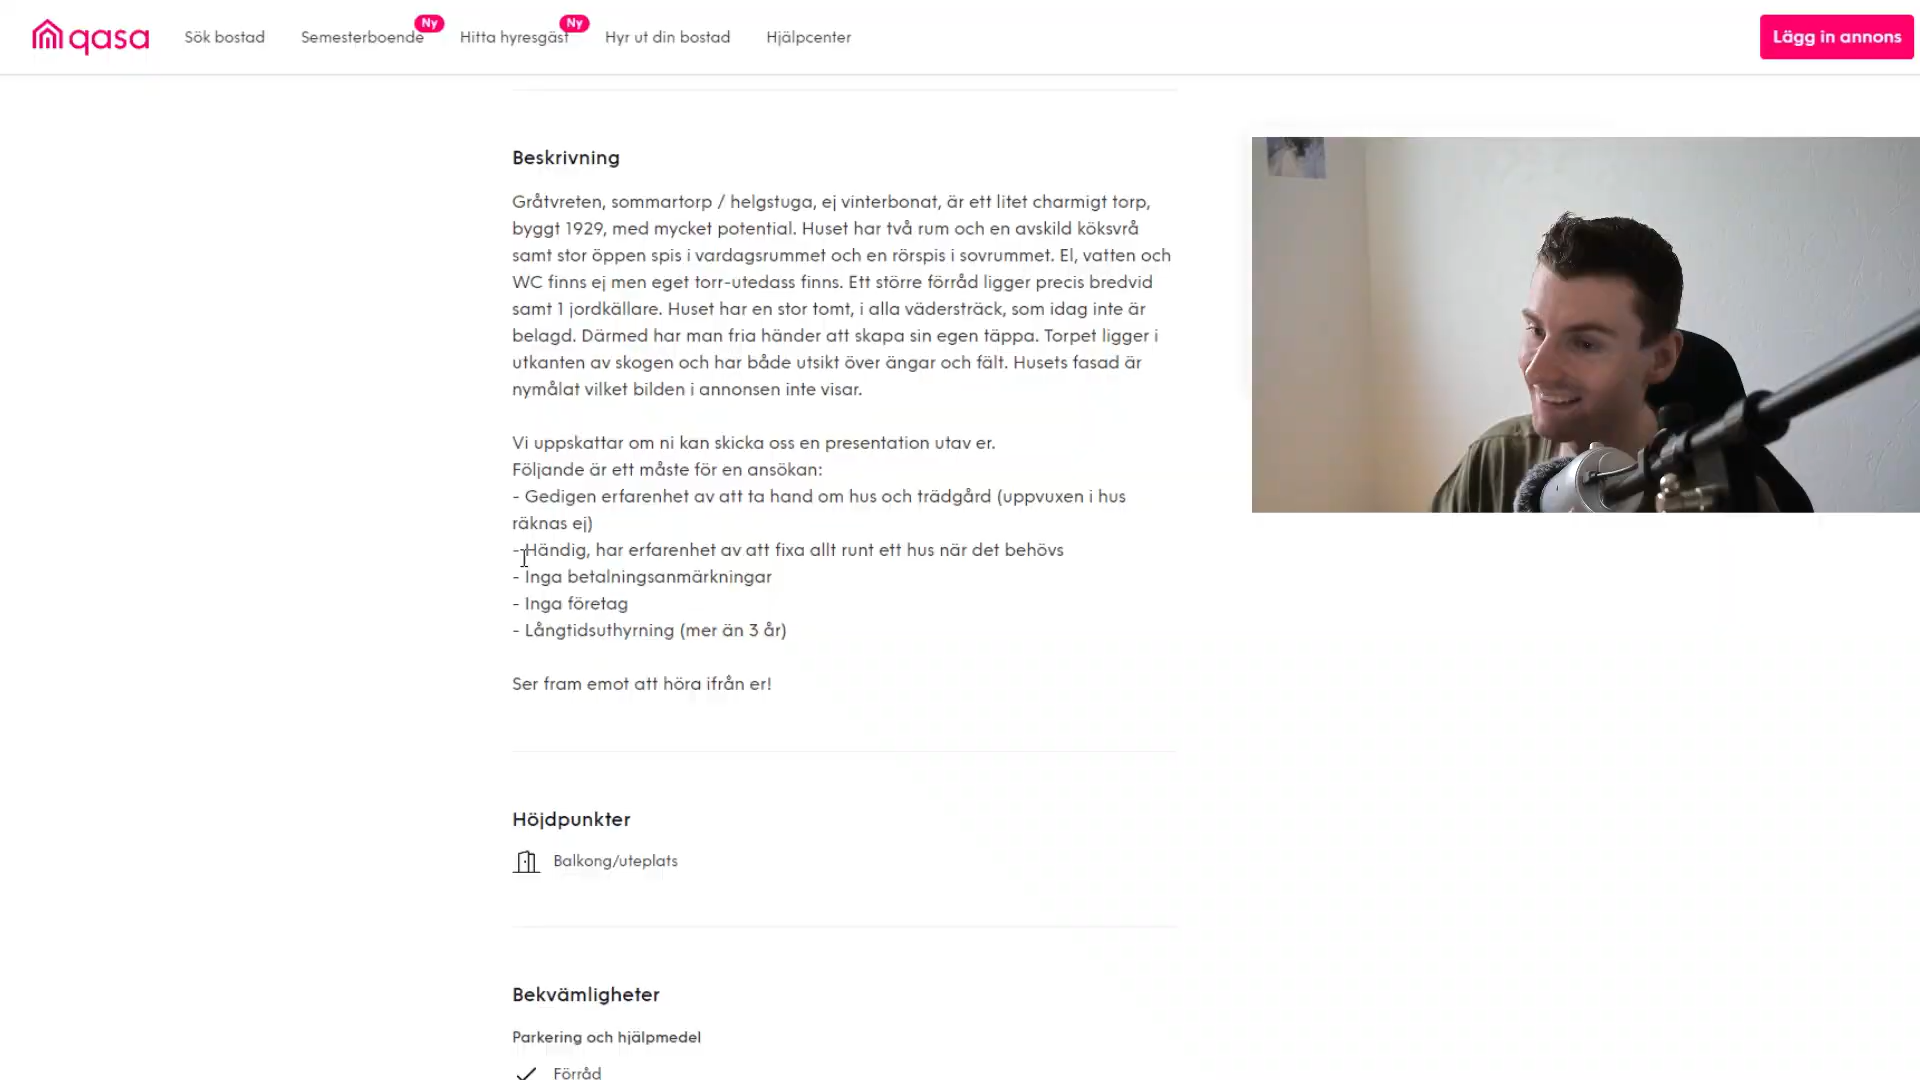 qasa
Sök bostad
Semesterboende
Ny
Hitta hyresgäst
Ny
Hyr ut din bostad
Hjälpcenter
Lägg in annons
Beskrivning
Gråtvreten, sommartorp / helgstuga, ej vinterbonat, är ett litet charmigt torp,
byggt 1929, med mycket potential. Huset har två rum och en avskild köksvrå
samt stor öppen spis i vardagsrummet och en rörspis i sovrummet. El, vatten och
WC finns ej men eget torr-utedass finns. Ett större förråd ligger precis bredvid
samt 1 jordkällare. Huset har en stor tomt, i alla vädersträck, som idag inte är
belagd. Därmed har man fria händer att skapa sin egen täppa. Torpet ligger i
utkanten av skogen och har både utsikt över ängar och fält. Husets fasad är
nymålat vilket bilden i annonsen inte visar.
Vi uppskattar om ni kan skicka oss en presentation utav er.
Följande är ett måste för en ansökan:
- Gedigen erfarenhet av att ta hand om hus och trädgård (uppvuxen i hus
räknas ej)
- Händig, har erfarenhet av att fixa allt runt ett hus när det behövs
- Inga betalningsanmärkningar
- Inga företag
- Långtidsuthyrning (mer än 3 år)
Ser fram emot att höra ifrån er!
Höjdpunkter
Balkong/uteplats
Bekvämligheter
Parkering och hjälpmedel
Förråd